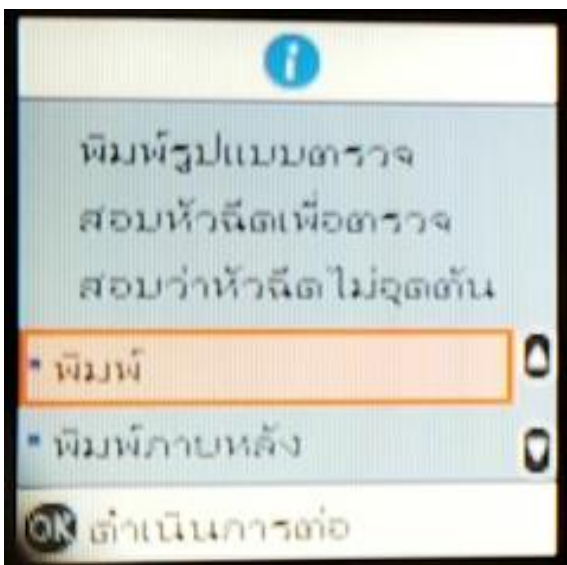 i
พิมพ์รูปแบบตรวจ
สอบหัวฉีดเพื่อตรวจ
สอบว่าหัวฉีดไม่อุดตัน
พิมพ์
พิมพ์ภายหลัง
OK ดำเนินการต่อ